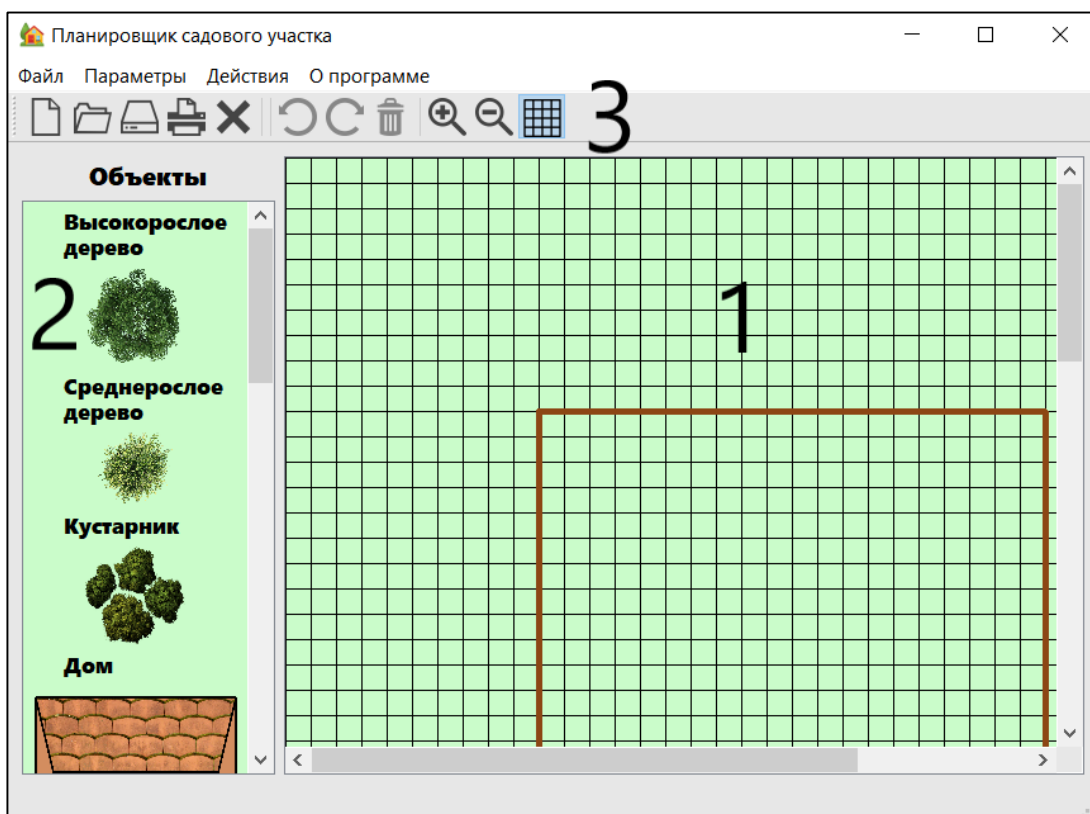 Планировщик садового участка
Файл Параметры Действия О программе
3
Объекты
Высокорослое
дерево
2
1
Среднерослое
дерево
Кустарник
Дом